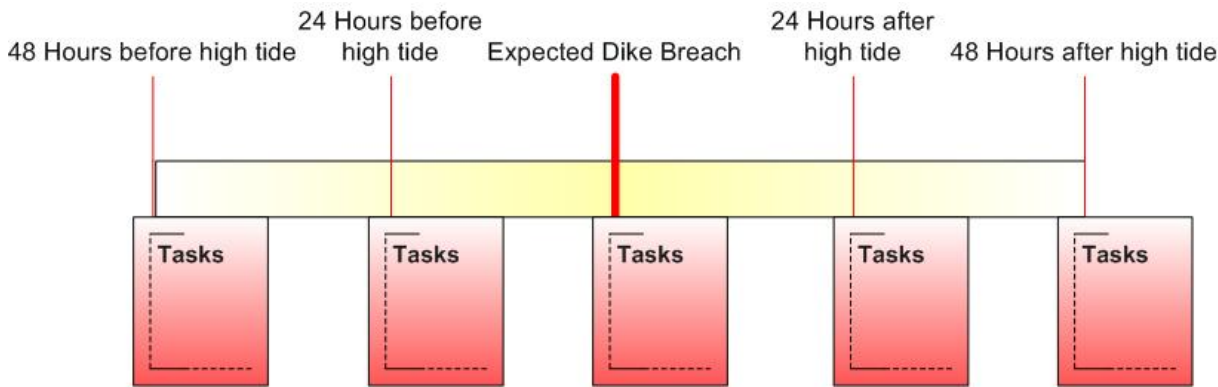 48 Hours before high tide
24 Hours before
high tide
Expected Dike Breach
24 Hours after
high tide
48 Hours after high tide
Tasks
Tasks
Tasks
Tasks
Tasks